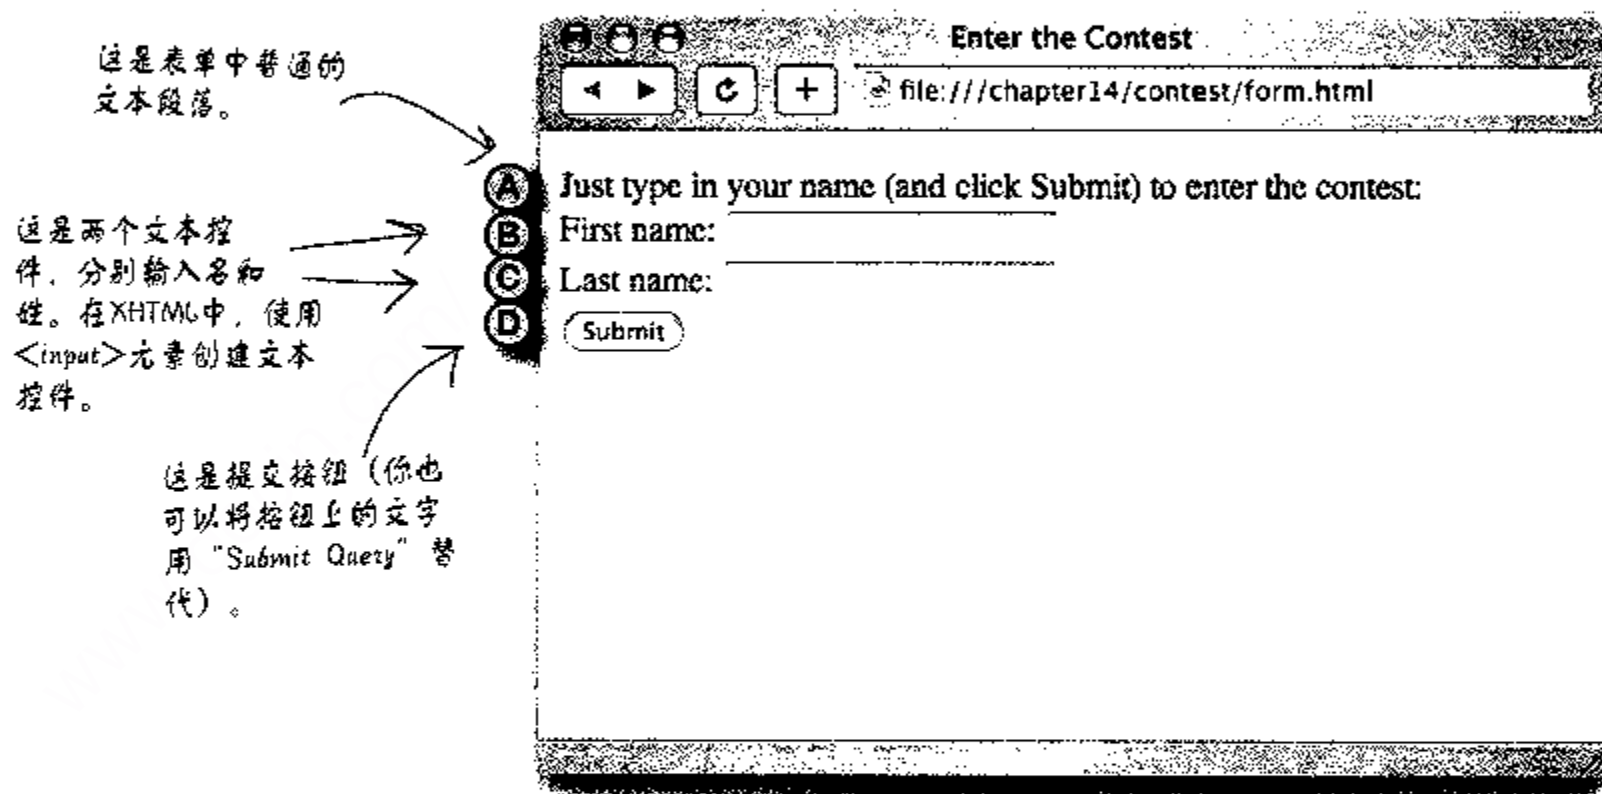 这是表单中普通的
文本段落。
这是两个文本控
件，分别输入名和
姓。在XHTML中，使用
<input>元素创建文本
控件。
这是提交按钮（你也
可以将按钮上的文字
用“Submit Query”替
代）。
Enter the Contest
file:///chapter14/contest/form.html
A Just type in your name (and click Submit) to enter the contest:
B First name:
C Last name:
D Submit